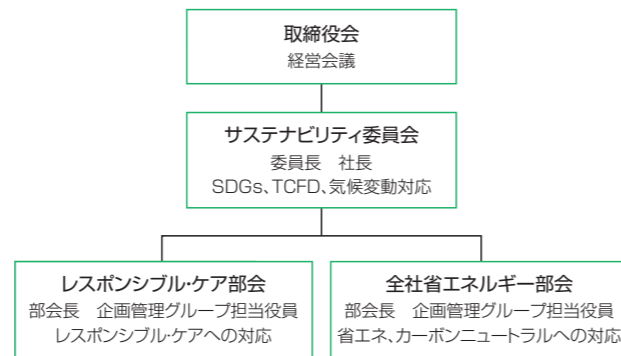 取締役会
経営会議
サステナビリティ委員会
委員長　社長
SDGs、TCFD、気候変動対応
レスポンシブル・ケア部会
部会長　企画管理グループ担当役員
レスポンシブル・ケアへの対応
全社省エネルギー部会
部会長　企画管理グループ担当役員
省エネ、カーボンニュートラルへの対応